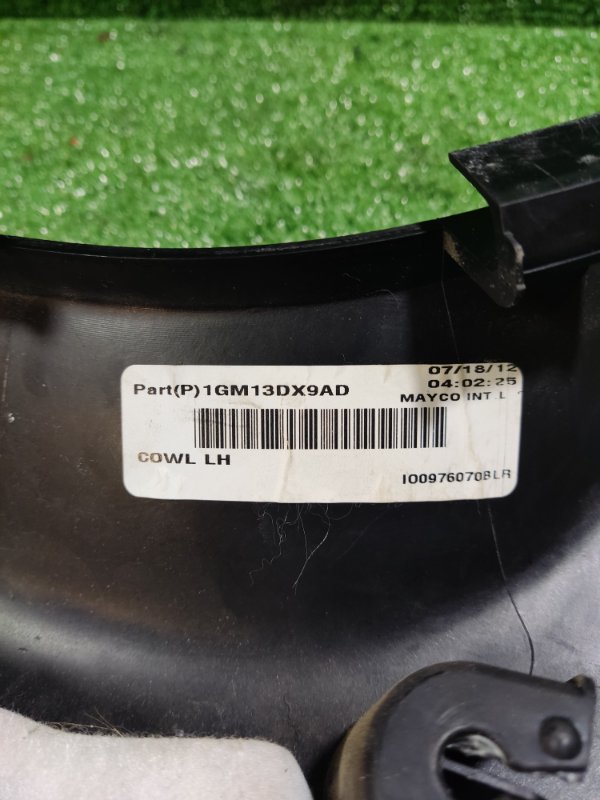 07/18/12
Part(P)1GM13DX9AD
04:02:25
MAYCO INT.L
COWL LH
I00976070BLR